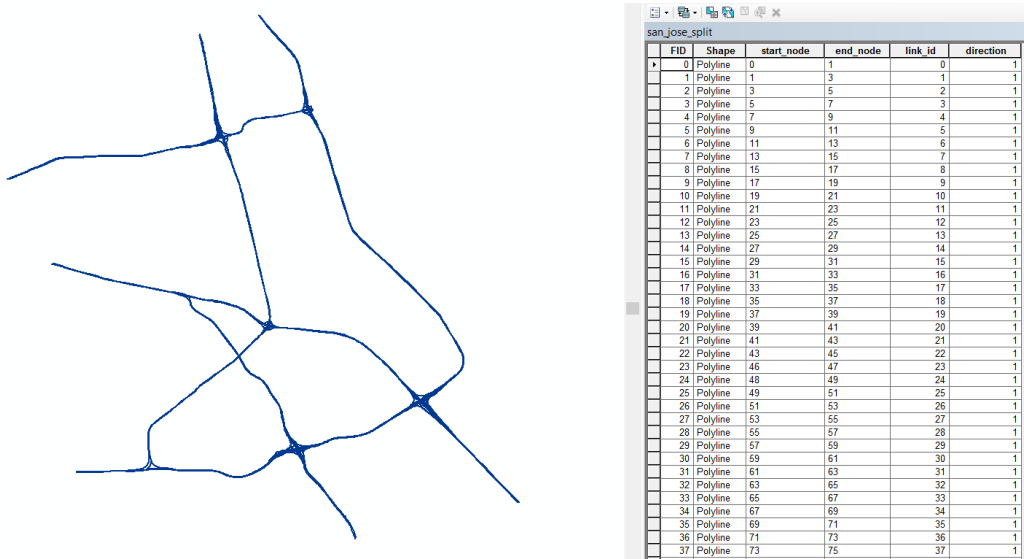 san_jose_split
FID Shape start_node end_node link_id direction
0 Polyline 0 1 0 1
1 Polyline 1 3 1 1
2 Polyline 3 5 2 1
3 Polyline 5 7 3 1
4 Polyline 7 9 4 1
5 Polyline 9 11 5 1
6 Polyline 11 13 6 1
7 Polyline 13 15 7 1
8 Polyline 15 17 8 1
9 Polyline 17 19 9 1
10 Polyline 19 21 10 1
11 Polyline 21 23 11 1
12 Polyline 23 25 12 1
13 Polyline 25 27 13 1
14 Polyline 27 29 14 1
15 Polyline 29 31 15 1
16 Polyline 31 33 16 1
17 Polyline 33 35 17 1
18 Polyline 35 37 18 1
19 Polyline 37 39 19 1
20 Polyline 39 41 20 1
21 Polyline 41 43 21 1
22 Polyline 43 45 22 1
23 Polyline 46 47 23 1
24 Polyline 48 49 24 1
25 Polyline 49 51 25 1
26 Polyline 51 53 26 1
27 Polyline 53 55 27 1
28 Polyline 55 57 28 1
29 Polyline 57 59 29 1
30 Polyline 59 61 30 1
31 Polyline 61 63 31 1
32 Polyline 63 65 32 1
33 Polyline 65 67 33 1
34 Polyline 67 69 34 1
35 Polyline 69 71 35 1
36 Polyline 71 73 36 1
37 Polyline 73 75 37 1